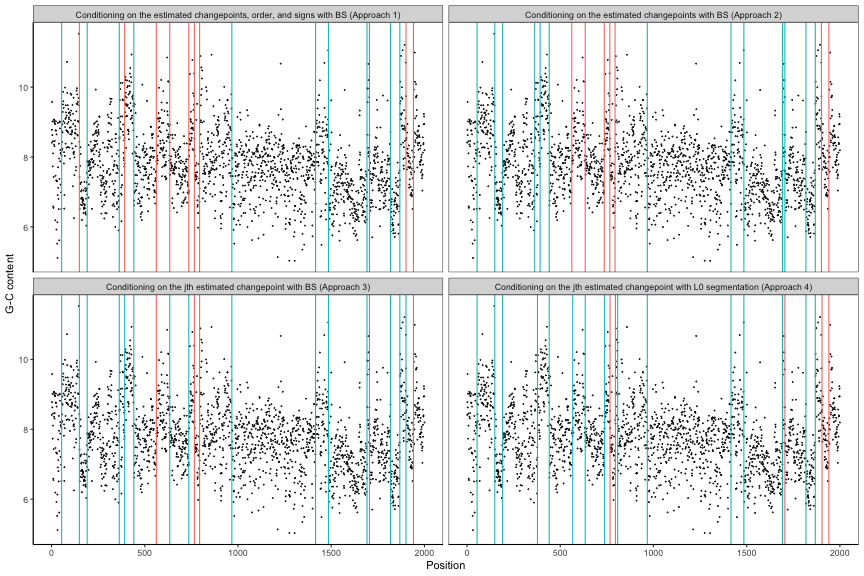 Conditioning on the estimated changepoints, order, and signs with BS (Approach 1)
Conditioning on the estimated changepoints with BS (Approach 2)
10
8
6
G-C content
Conditioning on the jth estimated changepoint with BS (Approach 3)
Conditioning on the jth estimated changepoint with L0 segmentation (Approach 4)
10
8
6
0 500 1000 1500 2000
0 500 1000 1500 2000
Position